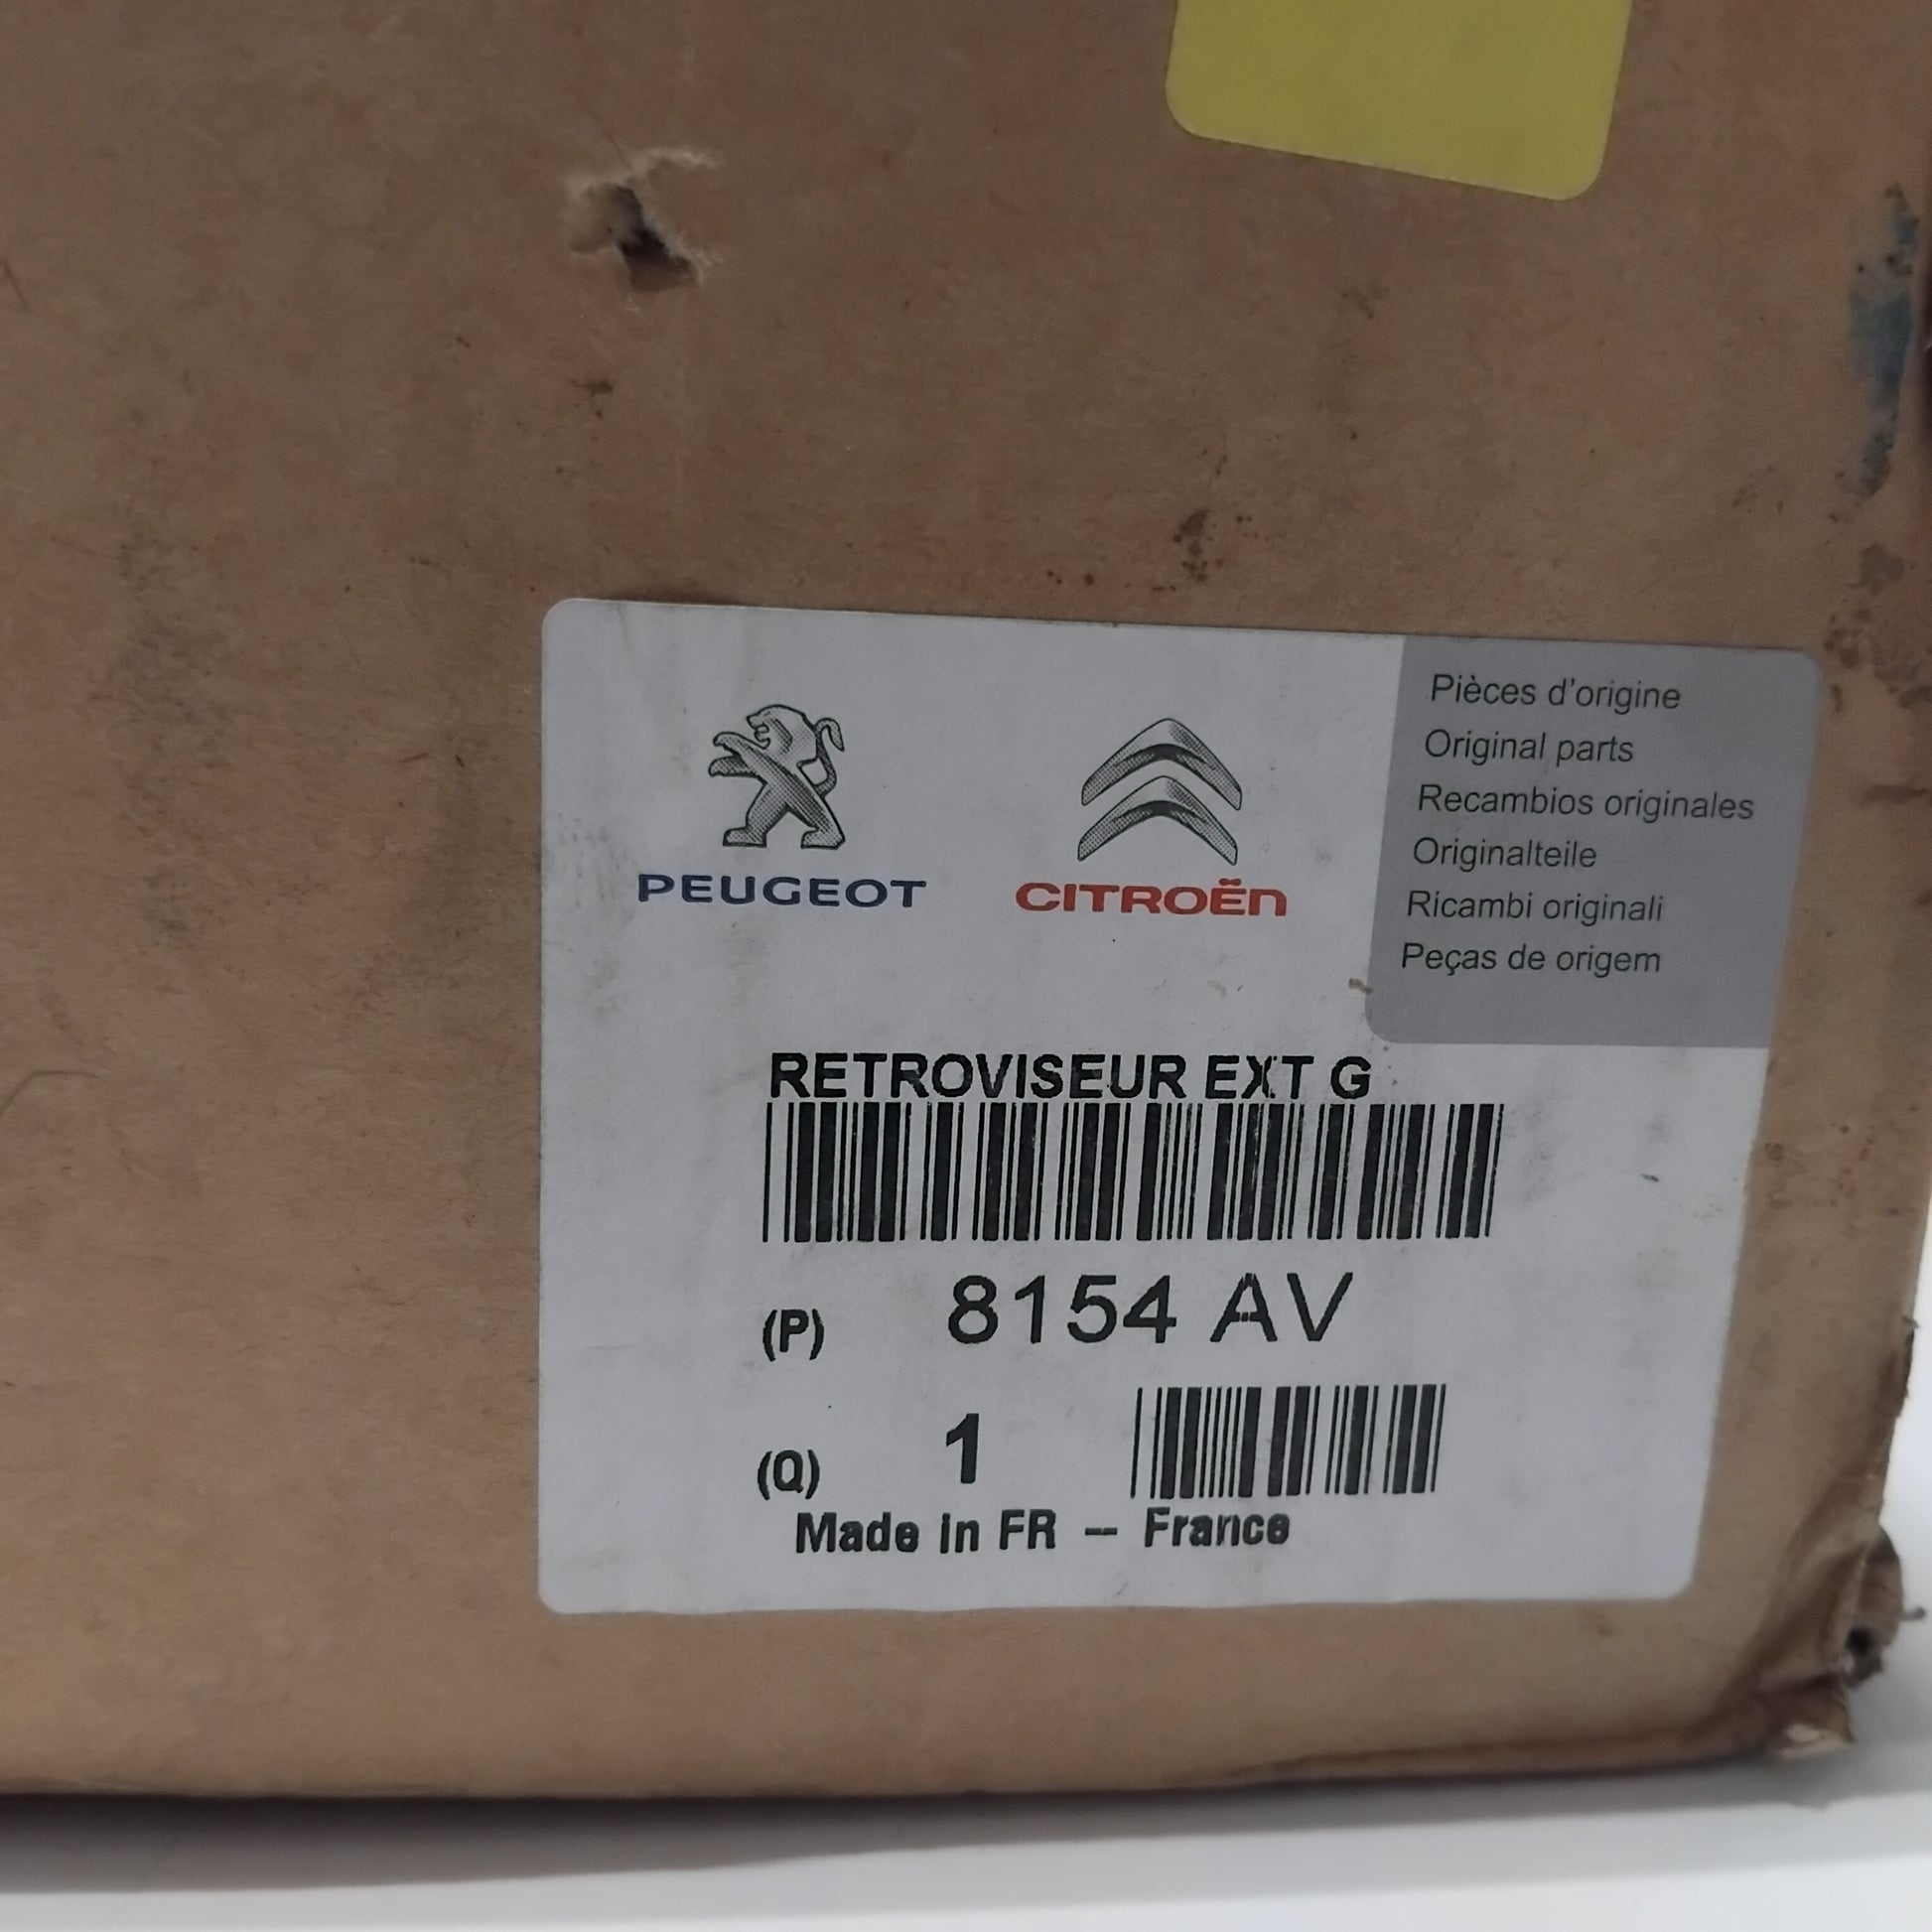 PEUGEOT
CITROËN
Pièces d'origine
Original parts
Recambios originales
Originalteile
Ricambi originali
Peças de origem
RETROVISEUR EXT G
(P) 8154 AV
(Q) 1
Made in FR – France